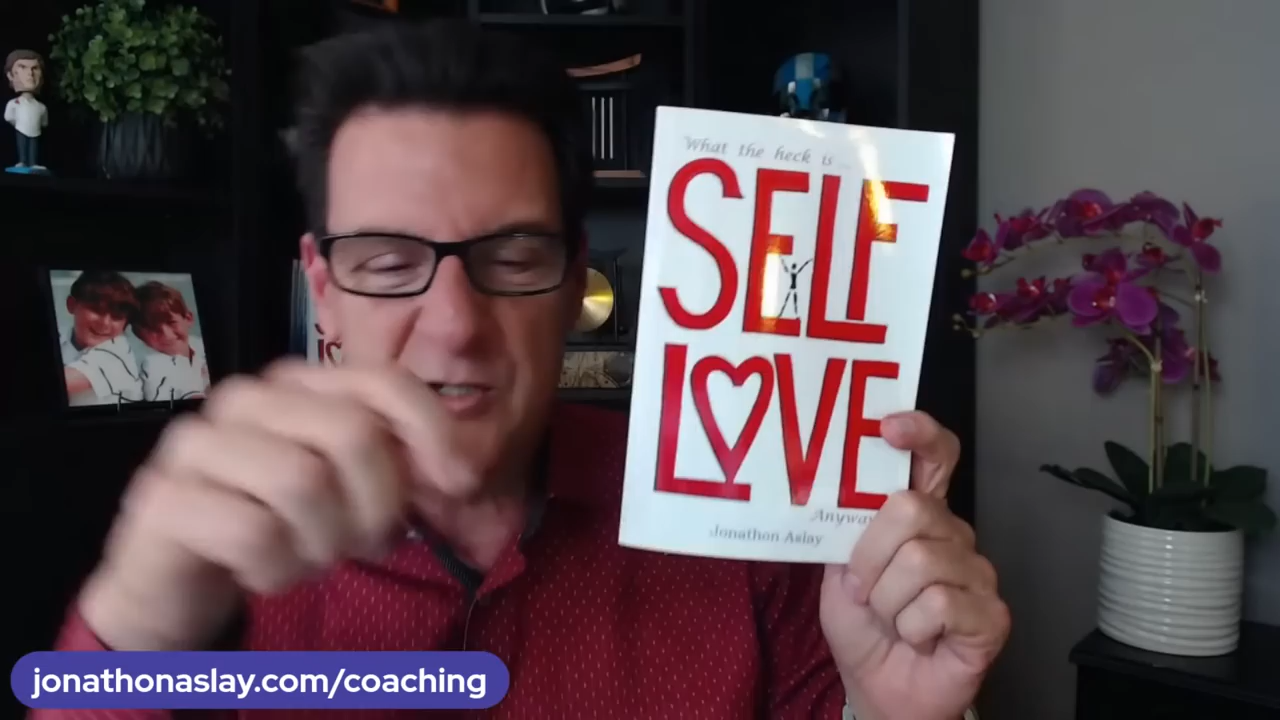 What the heck is ...
SELF
LOVE
Anyway
Jonathon Aslay
jonathonaslay.com/coaching